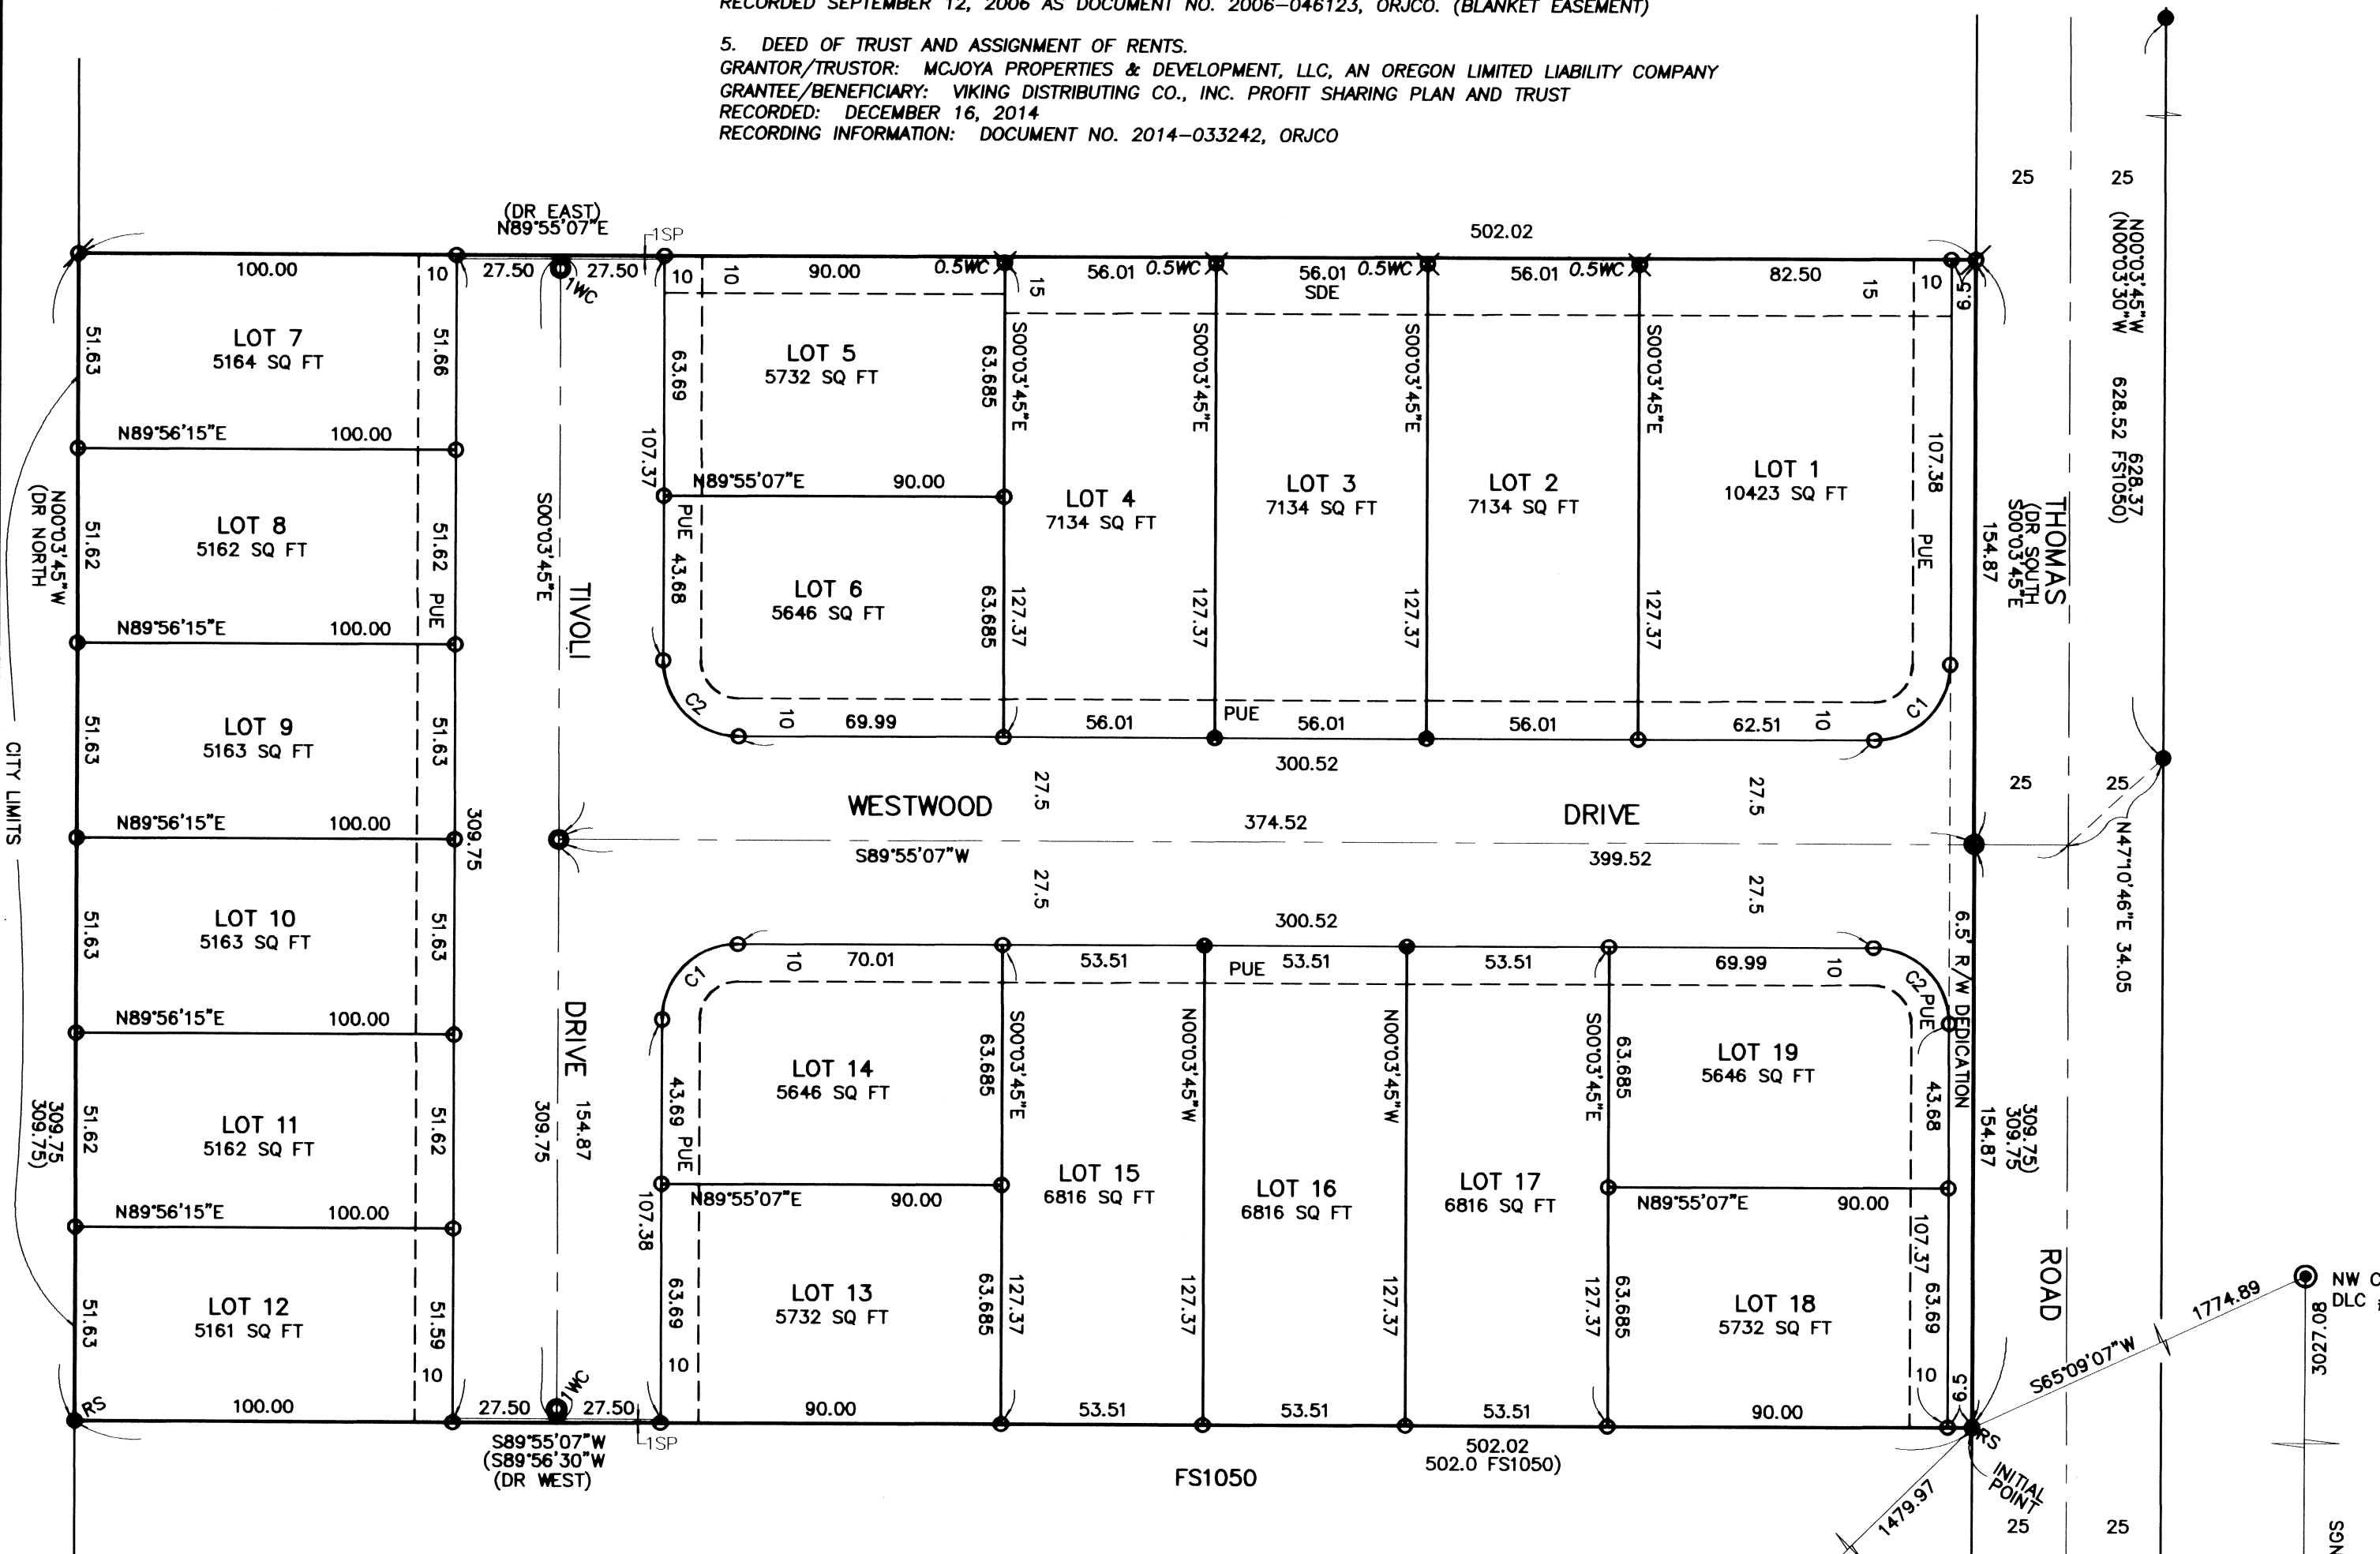 RECORDED SEPTEMBER 12, 2006 AS DOCUMENT NO. 2006-046123, ORJCO. (BLANKET EASEMENT)
5. DEED OF TRUST AND ASSIGNMENT OF RENTS.
GRANTOR/TRUSTOR: MCJOYA PROPERTIES & DEVELOPMENT, LLC, AN OREGON LIMITED LIABILITY COMPANY
GRANTEE/BENEFICIARY: VIKING DISTRIBUTING CO., INC. PROFIT SHARING PLAN AND TRUST
RECORDED: DECEMBER 16, 2014
RECORDING INFORMATION: DOCUMENT NO. 2014-033242, ORJCO
25 25
(DR EAST)
N89°55'07"E
1SP
502.02
100.00 10 27.50 27.50 10 10 90.00 0.5WC 56.01 0.5WC 56.01 0.5WC 56.01 0.5WC 82.50 10 6.5
1WC
15
SDE
15
N00°03'45"W 628.37
(N00°03'30"W 628.52 FS1050)
LOT 7
5164 SQ FT
51.63
51.66
N89°56'15"E 100.00
LOT 8
5162 SQ FT
51.62
51.62
PUE
N89°56'15"E 100.00
LOT 9
5163 SQ FT
51.63
51.63
N89°56'15"E 100.00
LOT 10
5163 SQ FT
51.63
51.63
N89°56'15"E 100.00
LOT 11
5162 SQ FT
51.62
51.62
N89°56'15"E 100.00
LOT 12
5161 SQ FT
51.63
51.59
10
RS
100.00
N00°03'45"W 309.75
(DR NORTH 309.75)
CITY LIMITS
309.75
S00°03'45"E 309.75
TIVOLI DRIVE
154.87
LOT 5
5732 SQ FT
63.69
63.685
107.37
N89°55'07"E 90.00
PUE
43.68
LOT 6
5646 SQ FT
63.685
C2
10
69.99
S00°03'45"E 127.37
LOT 4
7134 SQ FT
56.01
S00°03'45"E 127.37
LOT 3
7134 SQ FT
PUE
56.01
S00°03'45"E 127.37
LOT 2
7134 SQ FT
56.01
S00°03'45"E 127.37
LOT 1
10423 SQ FT
107.38
PUE
62.51
10
C1
300.52
THOMAS ROAD
(DR SOUTH 309.75)
S00°03'45"E 309.75
154.87
154.87
WESTWOOD DRIVE
27.5 27.5
374.52
S89°55'07"W 399.52
27.5 27.5
25 25
N47°10'46"E 34.05
6.5' R/W DEDICATION
300.52
C1
10
70.01
53.51
PUE
53.51
53.51
69.99
10
C2
PUE
LOT 14
5646 SQ FT
43.69
PUE
63.685
N89°55'07"E 90.00
107.38
LOT 13
5732 SQ FT
63.69
63.685
10
S00°03'45"E 127.37
LOT 15
6816 SQ FT
N00°03'45"W 127.37
LOT 16
6816 SQ FT
N00°03'45"W 127.37
LOT 17
6816 SQ FT
S00°03'45"E 127.37
LOT 19
5646 SQ FT
63.685
43.68
N89°55'07"E 90.00
107.37
LOT 18
5732 SQ FT
63.685
63.69
10
6.5
27.50 27.50 90.00 53.51 53.51 53.51 90.00
1WC
1SP
S89°55'07"W
(S89°56'30"W
(DR WEST)
502.02
502.0 FS1050)
FS1050
RS
INITIAL
POINT
1479.97
S65°09'07"W 1774.89
NW
DLC
3027.08
25 25